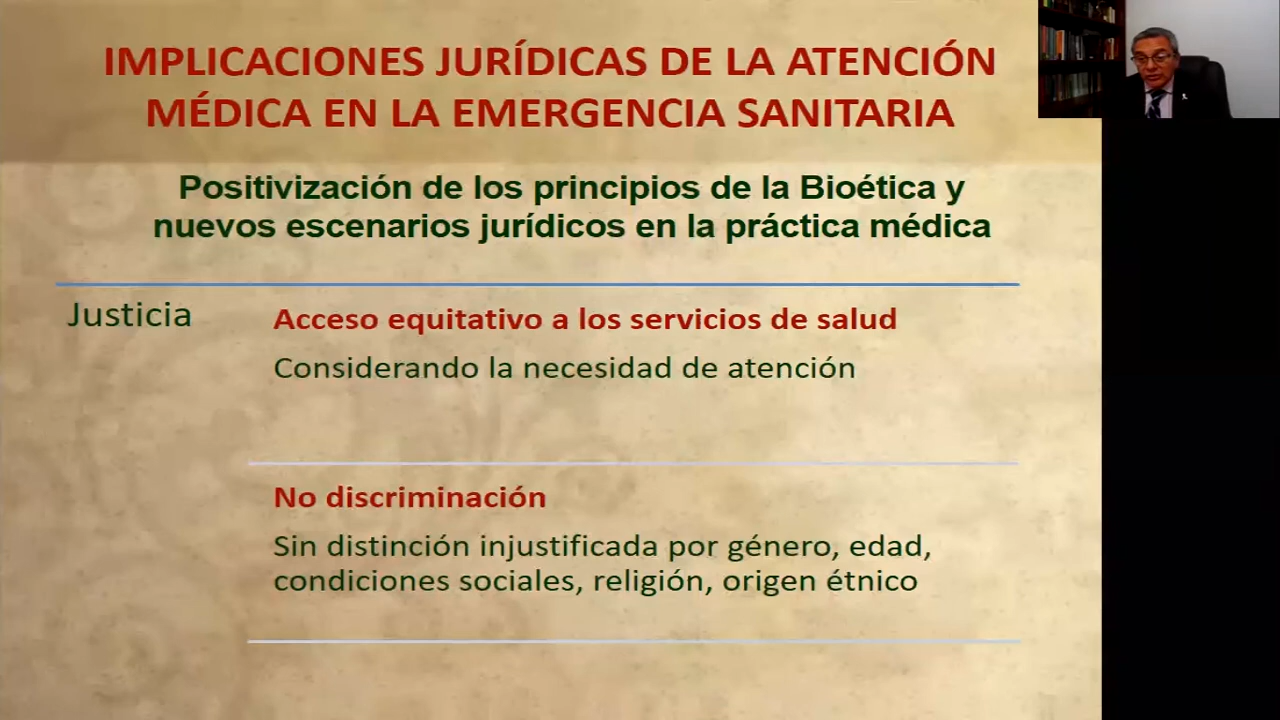 IMPLICACIONES JURÍDICAS DE LA ATENCIÓN
MÉDICA EN LA EMERGENCIA SANITARIA
Positivización de los principios de la Bioética y
nuevos escenarios jurídicos en la práctica médica
Justicia
Acceso equitativo a los servicios de salud
Considerando la necesidad de atención
No discriminación
Sin distinción injustificada por género, edad,
condiciones sociales, religión, origen étnico